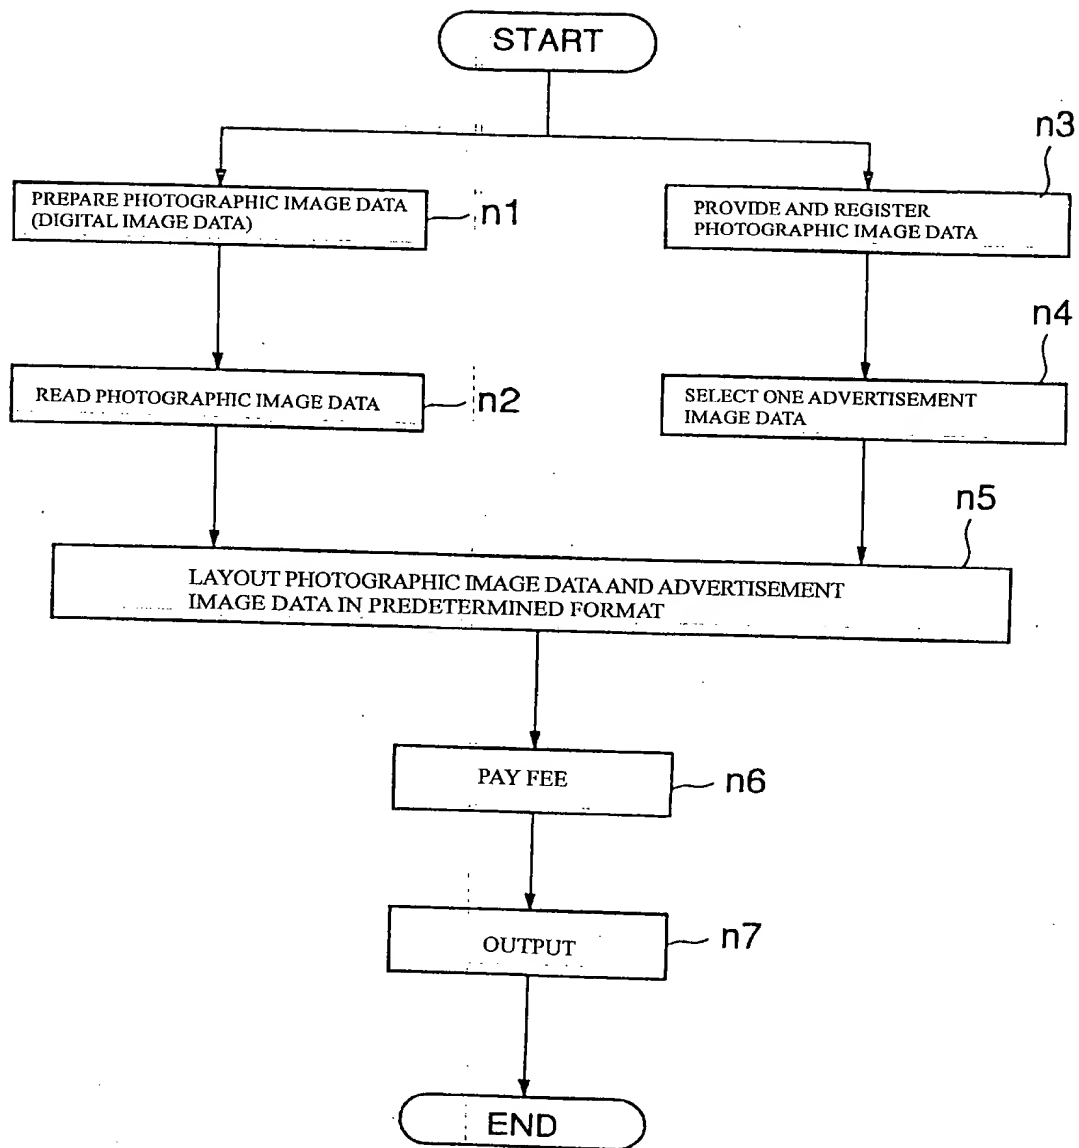 START
n3
PREPARE PHOTOGRAPHIC IMAGE DATA
(DIGITAL IMAGE DATA)
n1
PROVIDE AND REGISTER
PHOTOGRAPHIC IMAGE DATA
n4
READ PHOTOGRAPHIC IMAGE DATA
n2
SELECT ONE ADVERTISEMENT
IMAGE DATA
n5
LAYOUT PHOTOGRAPHIC IMAGE DATA AND ADVERTISEMENT
IMAGE DATA IN PREDETERMINED FORMAT
PAY FEE
n6
OUTPUT
n7
END